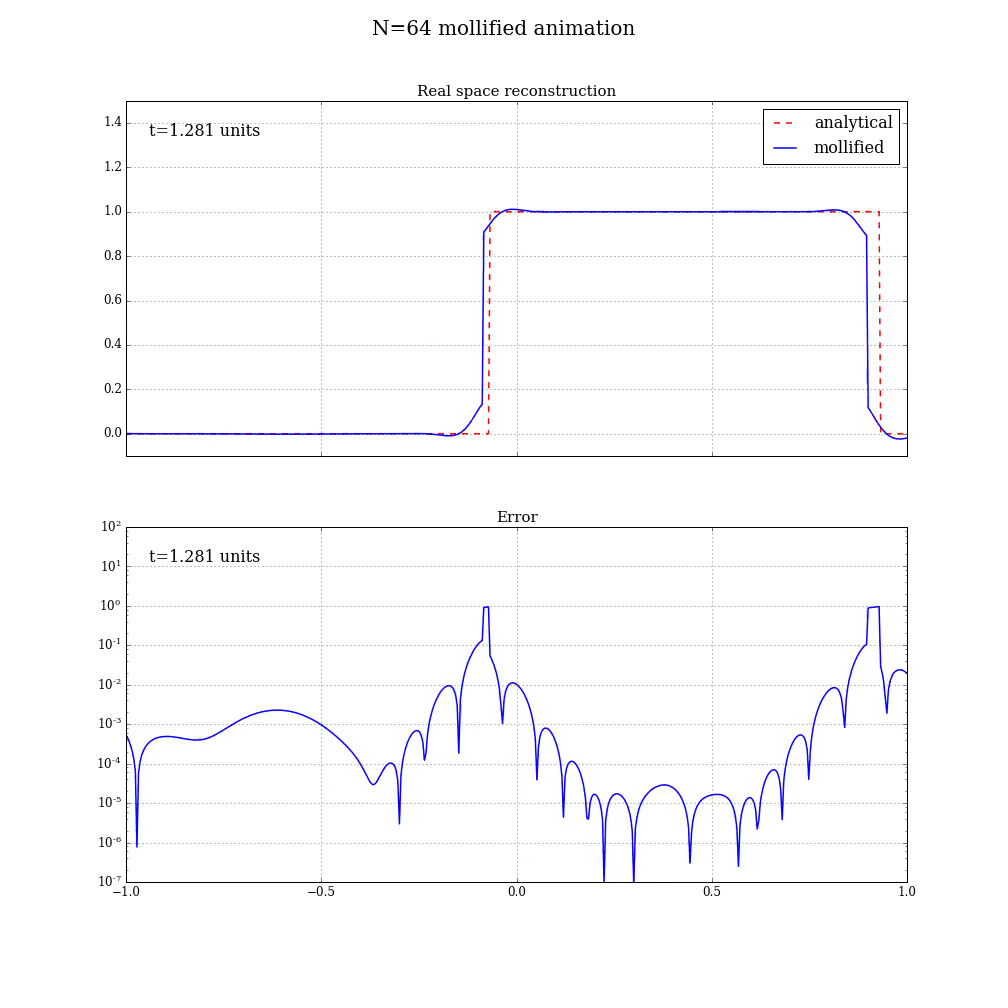 N=64 mollified animation
Real space reconstruction
t=1.281 units
analytical
mollified
1.4
1.2
1.0
0.8
0.6
0.4
0.2
0.0
Error
t=1.281 units
10²
10¹
10⁰
10⁻¹
10⁻²
10⁻³
10⁻⁴
10⁻⁵
10⁻⁶
10⁻⁷
−1.0 −0.5 0.0 0.5 1.0